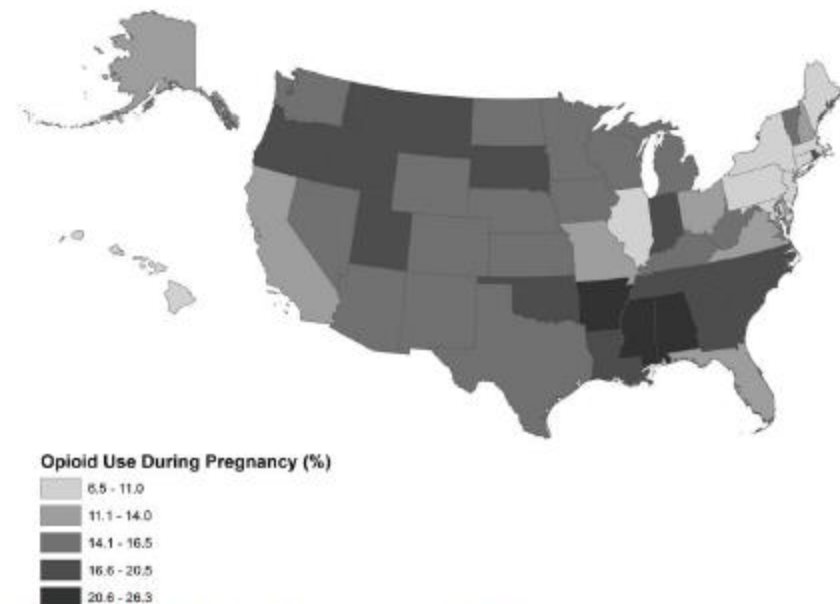 Opioid Use During Pregnancy (%)
6.5 - 11.0
11.1 - 14.0
14.1 - 16.5
16.6 - 20.5
20.6 - 26.3